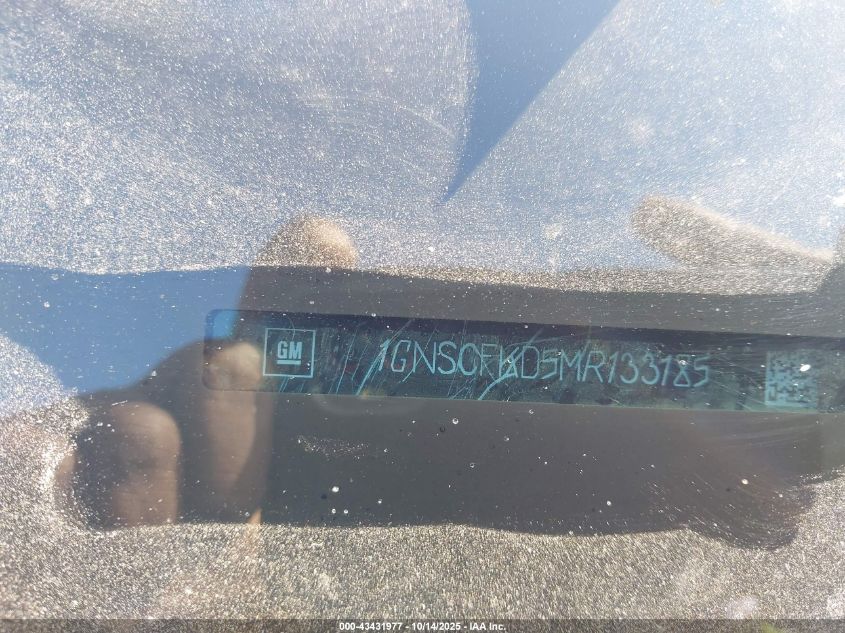 GM
1GNSCFKD5MR133185
000-43431977 - 10/14/2025 - IAA Inc.